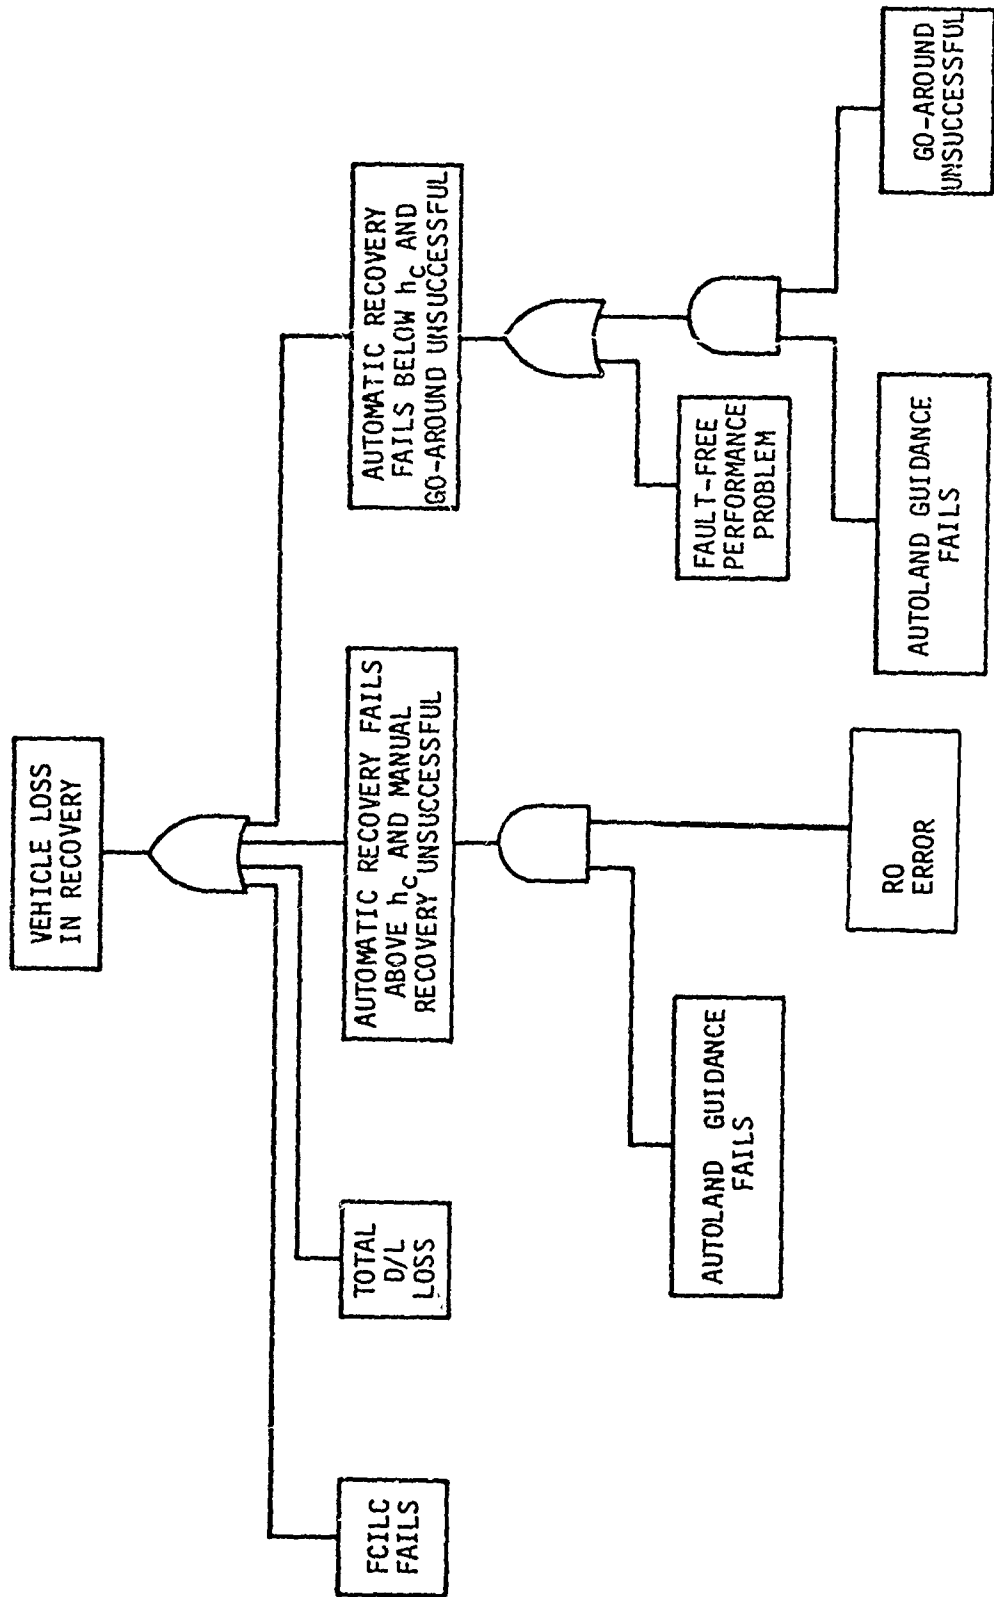 VEHICLE LOSS
IN RECOVERY
FCILC
FAILS
TOTAL
D/L
LOSS
AUTOMATIC RECOVERY FAILS
ABOVE hc AND MANUAL
RECOVERY UNSUCCESSFUL
AUTOMATIC RECOVERY
FAILS BELOW hc AND
GO-AROUND UNSUCCESSFUL
AUTOLAND GUIDANCE
FAILS
RO
ERROR
FAULT-FREE
PERFORMANCE
PROBLEM
AUTOLAND GUIDANCE
FAILS
GO-AROUND
UNSUCCESSFUL